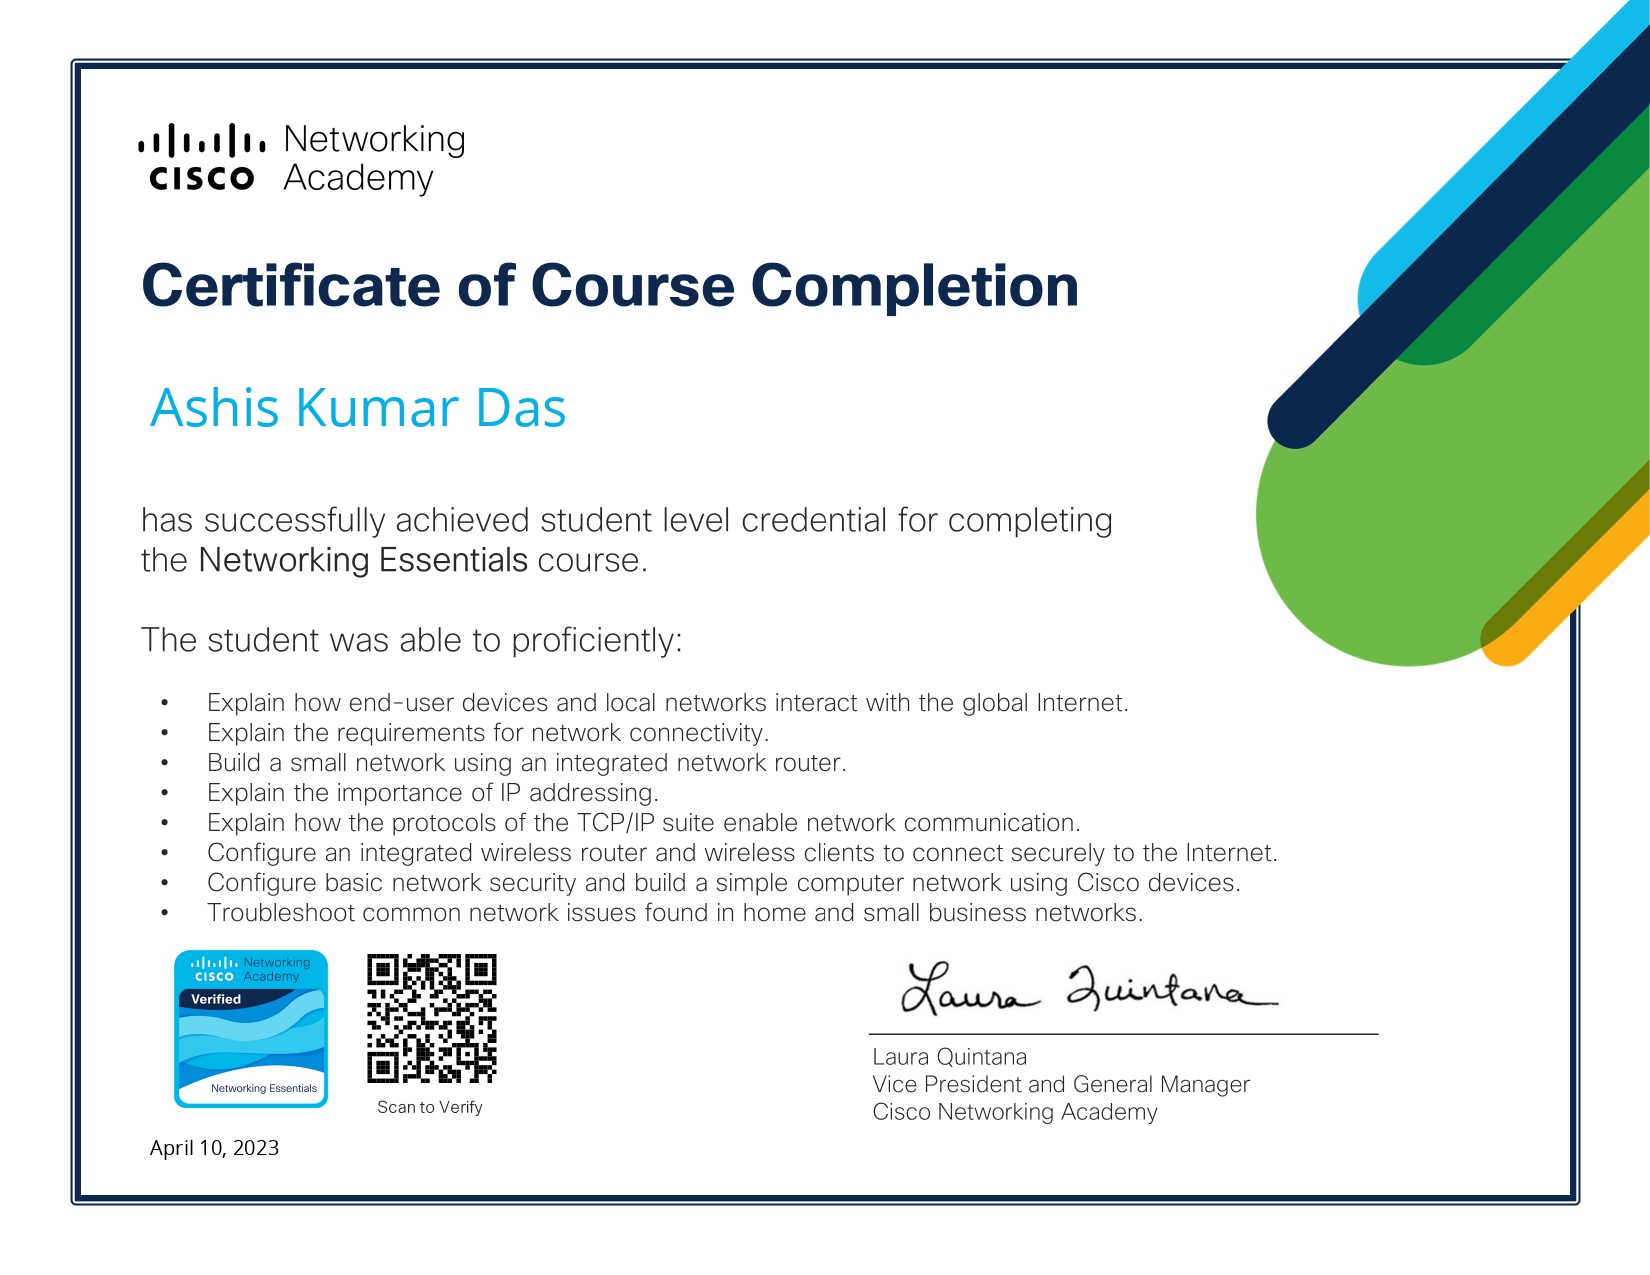 CISCO Networking Academy
Certificate of Course Completion
Ashis Kumar Das
has successfully achieved student level credential for completing
the Networking Essentials course.
The student was able to proficiently:
• Explain how end-user devices and local networks interact with the global Internet.
• Explain the requirements for network connectivity.
• Build a small network using an integrated network router.
• Explain the importance of IP addressing.
• Explain how the protocols of the TCP/IP suite enable network communication.
• Configure an integrated wireless router and wireless clients to connect securely to the Internet.
• Configure basic network security and build a simple computer network using Cisco devices.
• Troubleshoot common network issues found in home and small business networks.
CISCO Networking Academy
Verified
Networking Essentials
Scan to Verify
April 10, 2023
Laura Quintana
Laura Quintana
Vice President and General Manager
Cisco Networking Academy